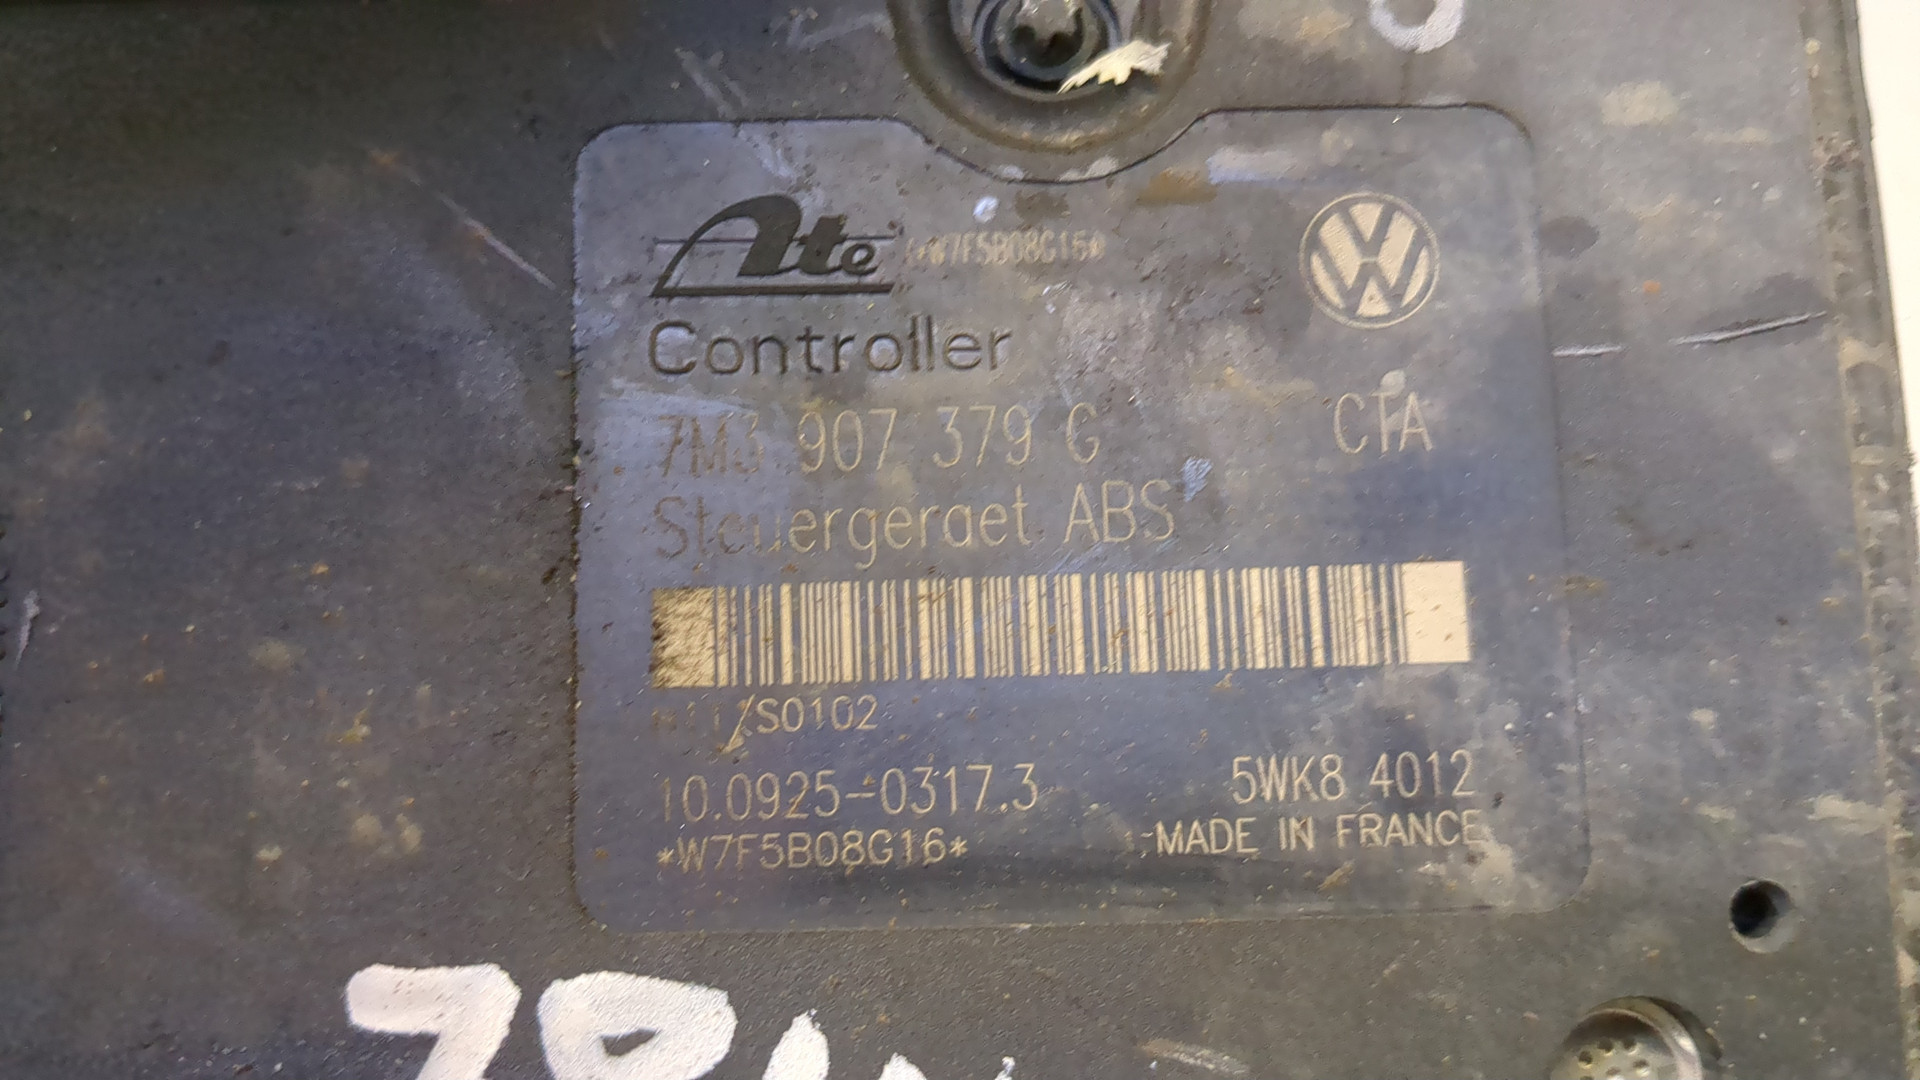 Ate *W7F5B08G16*
Controller
7M3 907 379 G CTA
Steuergeraet ABS
S0102
10.0925-0317.3 5WK8 4012
*W7F5B08G16* MADE IN FRANCE